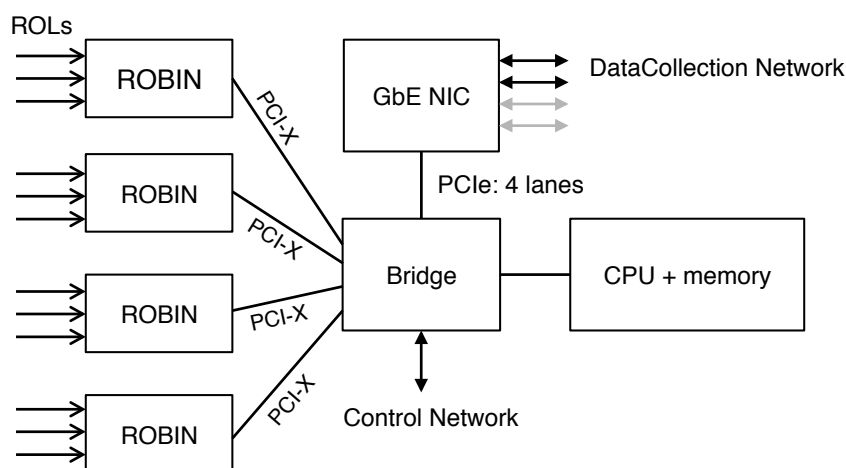 ROLs
ROBIN
PCI-X
GbE NIC
DataCollection Network
PCIe: 4 lanes
ROBIN
PCI-X
Bridge
CPU + memory
ROBIN
PCI-X
ROBIN
PCI-X
Control Network